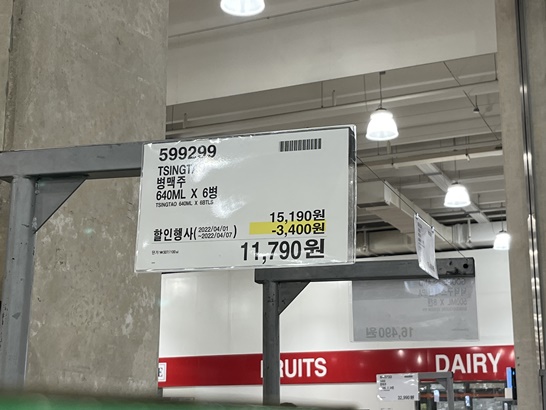 599299
TSINGTAO
병맥주
640ML X 6병
TSINGTAO 640ML X 6BTLS
15,190원
할인행사(2022/04/01 ~2022/04/07)
-3,400원
11,790원
16,490원
FRUITS
DAIRY